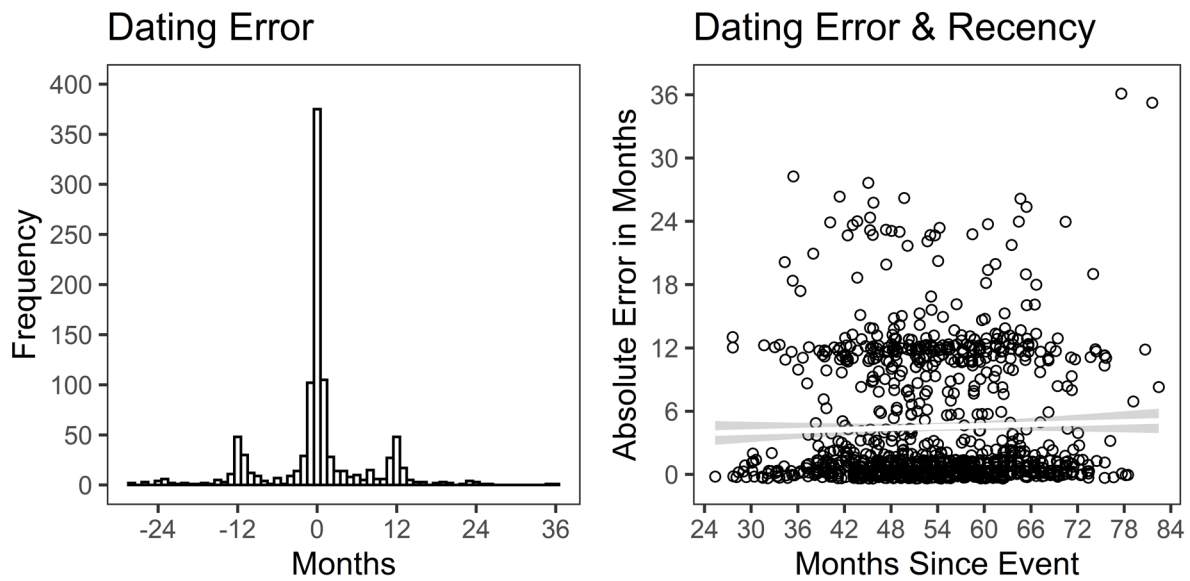 Dating Error
Frequency
400
350
300
250
200
150
100
50
0
-24 -12 0 12 24 36
Months
Dating Error & Recency
Absolute Error in Months
36
30
24
18
12
6
0
24 30 36 42 48 54 60 66 72 78 84
Months Since Event